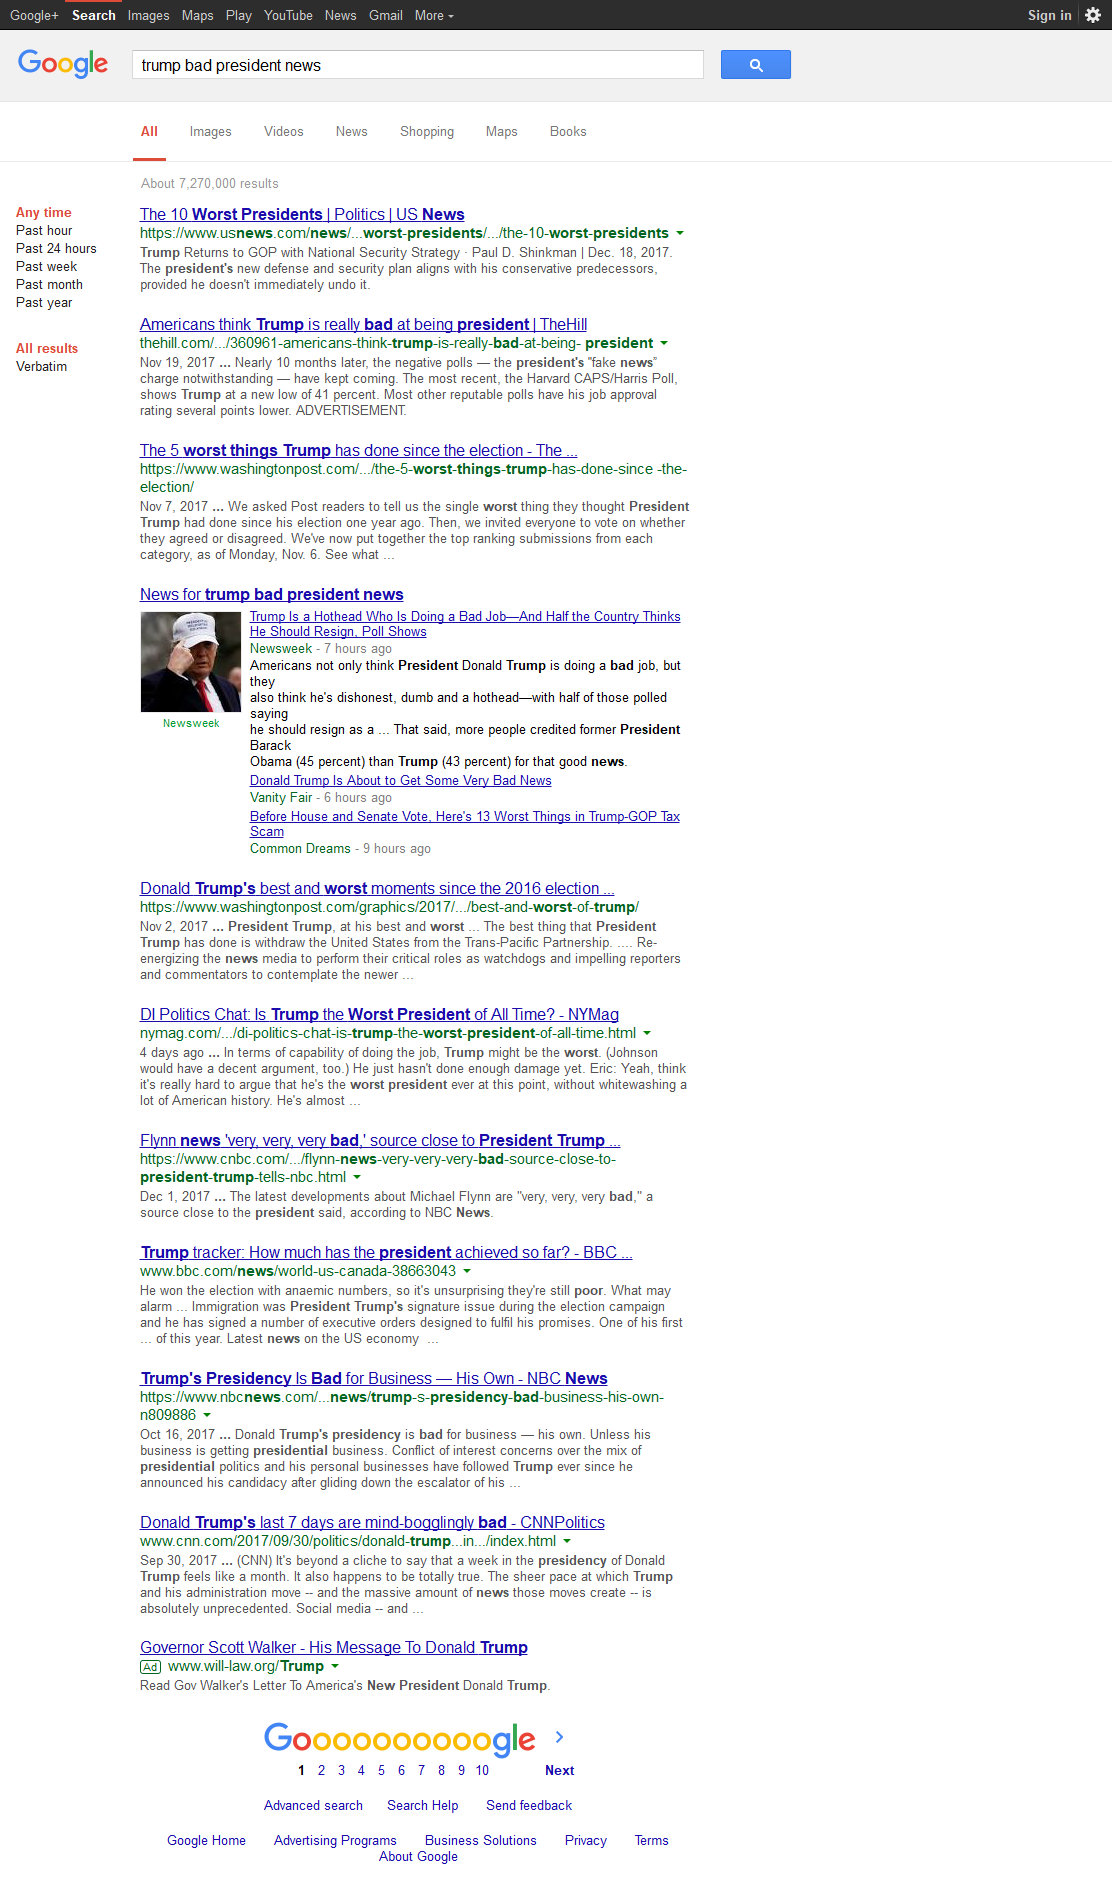 Google+ Search Images Maps Play YouTube News Gmail More Sign in
Google trump bad president news
All Images Videos News Shopping Maps Books
About 7,270,000 results
Any time
Past hour
Past 24 hours
Past week
Past month
Past year
All results
Verbatim
The 10 Worst Presidents | Politics | US News
https://www.usnews.com/news/...worst-presidents/.../the-10-worst-presidents
Trump Returns to GOP with National Security Strategy · Paul D. Shinkman | Dec. 18, 2017.
The president's new defense and security plan aligns with his conservative predecessors,
provided he doesn't immediately undo it.
Americans think Trump is really bad at being president | TheHill
thehill.com/.../360961-americans-think-trump-is-really-bad-at-being- president
Nov 19, 2017 ... Nearly 10 months later, the negative polls — the president's “fake news”
charge notwithstanding — have kept coming. The most recent, the Harvard CAPS/Harris Poll,
shows Trump at a new low of 41 percent. Most other reputable polls have his job approval
rating several points lower. ADVERTISEMENT.
The 5 worst things Trump has done since the election - The ...
https://www.washingtonpost.com/.../the-5-worst-things-trump-has-done-since -the-
election/
Nov 7, 2017 ... We asked Post readers to tell us the single worst thing they thought President
Trump had done since his election one year ago. Then, we invited everyone to vote on whether
they agreed or disagreed. We've now put together the top ranking submissions from each
category, as of Monday, Nov. 6. See what ...
News for trump bad president news
Trump Is a Hothead Who Is Doing a Bad Job—And Half the Country Thinks
He Should Resign, Poll Shows
Newsweek - 7 hours ago
Americans not only think President Donald Trump is doing a bad job, but
they
also think he's dishonest, dumb and a hothead—with half of those polled
saying
he should resign as a ... That said, more people credited former President
Barack
Obama (45 percent) than Trump (43 percent) for that good news.
Newsweek
Donald Trump Is About to Get Some Very Bad News
Vanity Fair - 6 hours ago
Before House and Senate Vote, Here's 13 Worst Things in Trump-GOP Tax
Scam
Common Dreams - 9 hours ago
Donald Trump's best and worst moments since the 2016 election ...
https://www.washingtonpost.com/graphics/2017/.../best-and-worst-of-trump/
Nov 2, 2017 ... President Trump, at his best and worst ... The best thing that President
Trump has done is withdraw the United States from the Trans-Pacific Partnership. .... Re-
energizing the news media to perform their critical roles as watchdogs and impelling reporters
and commentators to contemplate the newer ...
DI Politics Chat: Is Trump the Worst President of All Time? - NYMag
nymag.com/.../di-politics-chat-is-trump-the-worst-president-of-all-time.html
4 days ago ... In terms of capability of doing the job, Trump might be the worst. (Johnson
would have a decent argument, too.) He just hasn't done enough damage yet. Eric: Yeah, think
it's really hard to argue that he's the worst president ever at this point, without whitewashing a
lot of American history. He's almost ...
Flynn news 'very, very, very bad,' source close to President Trump ...
https://www.cnbc.com/.../flynn-news-very-very-very-bad-source-close-to-
president-trump-tells-nbc.html
Dec 1, 2017 ... The latest developments about Michael Flynn are "very, very, very bad," a
source close to the president said, according to NBC News.
Trump tracker: How much has the president achieved so far? - BBC ...
www.bbc.com/news/world-us-canada-38663043
He won the election with anaemic numbers, so it's unsurprising they're still poor. What may
alarm ... Immigration was President Trump's signature issue during the election campaign
and he has signed a number of executive orders designed to fulfil his promises. One of his first
... of this year. Latest news on the US economy ...
Trump's Presidency Is Bad for Business — His Own - NBC News
https://www.nbcnews.com/...news/trump-s-presidency-bad-business-his-own-
n809886
Oct 16, 2017 ... Donald Trump's presidency is bad for business — his own. Unless his
business is getting presidential business. Conflict of interest concerns over the mix of
presidential politics and his personal businesses have followed Trump ever since he
announced his candidacy after gliding down the escalator of his ...
Donald Trump's last 7 days are mind-bogglingly bad - CNNPolitics
www.cnn.com/2017/09/30/politics/donald-trump...in.../index.html
Sep 30, 2017 ... (CNN) It's beyond a cliche to say that a week in the presidency of Donald
Trump feels like a month. It also happens to be totally true. The sheer pace at which Trump
and his administration move -- and the massive amount of news those moves create -- is
absolutely unprecedented. Social media -- and ...
Governor Scott Walker - His Message To Donald Trump
Ad www.will-law.org/Trump
Read Gov Walker's Letter To America's New President Donald Trump.
Goooooooooogle
1 2 3 4 5 6 7 8 9 10 Next
Advanced search Search Help Send feedback
Google Home Advertising Programs Business Solutions Privacy Terms
About Google